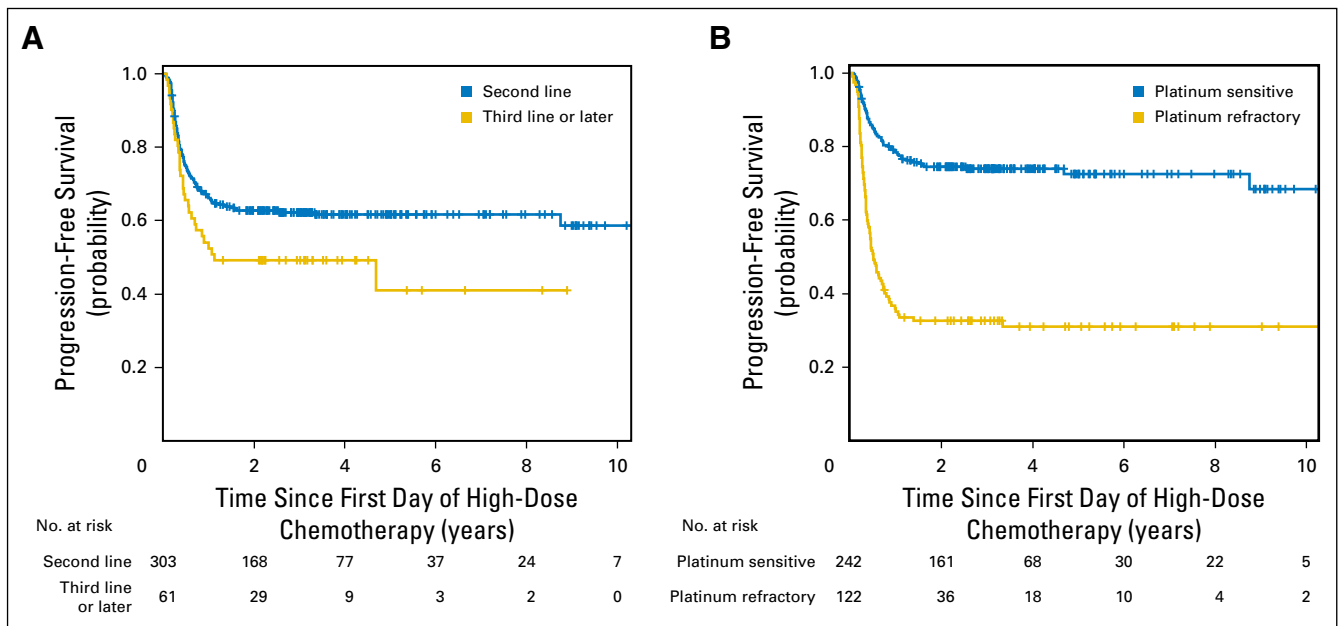 A
Progression-Free Survival
(probability)
1.0
0.8
0.6
0.4
0.2
0
2
4
6
8
10
Second line
Third line or later
Time Since First Day of High-Dose
Chemotherapy (years)
No. at risk
Second line 303 168 77 37 24 7
Third line
or later 61 29 9 3 2 0
B
Progression-Free Survival
(probability)
1.0
0.8
0.6
0.4
0.2
0
2
4
6
8
10
Platinum sensitive
Platinum refractory
Time Since First Day of High-Dose
Chemotherapy (years)
No. at risk
Platinum sensitive 242 161 68 30 22 5
Platinum refractory 122 36 18 10 4 2